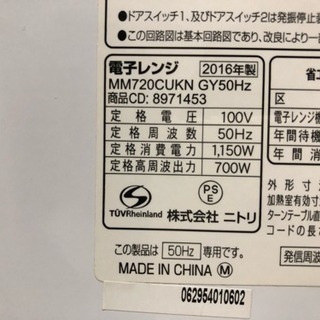 ●ドアスイッチ1、及びドアスイッチ2は発振停止
●この回路図は基本回路図で、改良により一
電子レンジ 2016年製
MM720CUKN GY50Hz
商品CD: 8971453
定格電圧 100V
定格周波数 50Hz
定格消費電力 1,150W
定格高周波出力 700W
TÜVRheinland
PS
E
株式会社 ニトリ
この製品は 50Hz 専用です。
MADE IN CHINA Ⓜ
062954010602
省エ
区
電子レンジ機
年間待機
年間消
外形寸
加熱室有効寸
ターンテーブル直
コードの長さ
発信周波